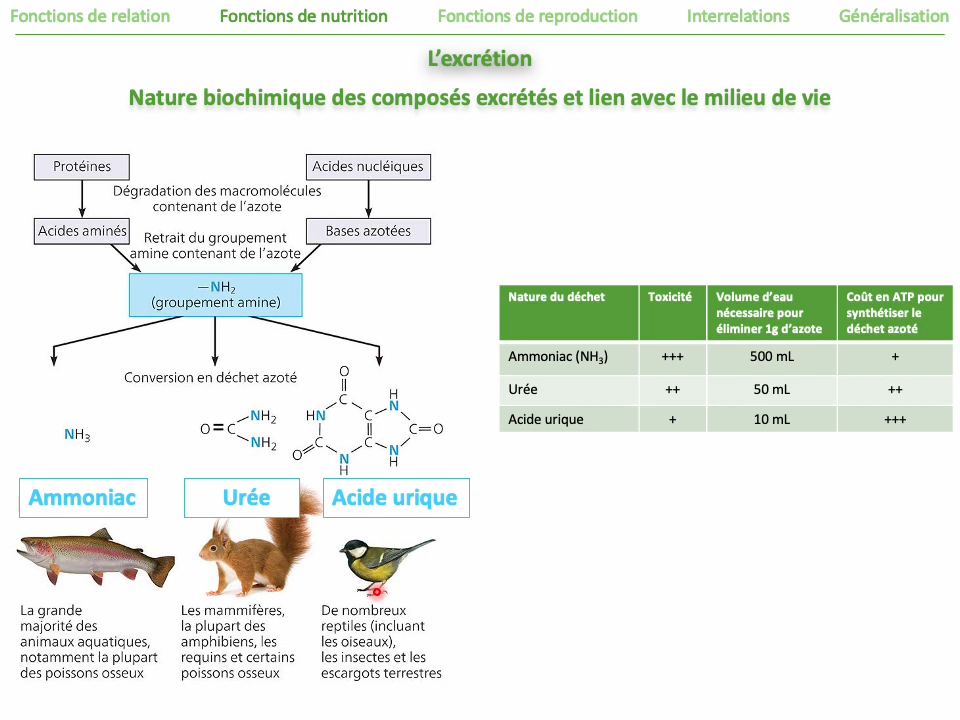 Fonctions de relation Fonctions de nutrition Fonctions de reproduction Interrelations Généralisation
L’excrétion
Nature biochimique des composés excrétés et lien avec le milieu de vie
Protéines
Acides nucléiques
Dégradation des macromolécules
contenant de l’azote
Acides aminés
Bases azotées
Retrait du groupement
amine contenant de l’azote
—NH₂
(groupement amine)
Conversion en déchet azoté
NH₃
O=C
NH₂
NH₂
O
C
HN
C
H
N
C
O
C
C=O
N
H
N
H
Ammoniac
Urée
Acide urique
La grande
majorité des
animaux aquatiques,
notamment la plupart
des poissons osseux
Les mammifères,
la plupart des
amphibiens, les
requins et certains
poissons osseux
De nombreux
reptiles (incluant
les oiseaux),
les insectes et les
escargots terrestres
Nature du déchet Toxicité Volume d’eau nécessaire pour éliminer 1g d’azote Coût en ATP pour synthétiser le déchet azoté
Ammoniac (NH₃) +++ 500 mL +
Urée ++ 50 mL ++
Acide urique + 10 mL +++